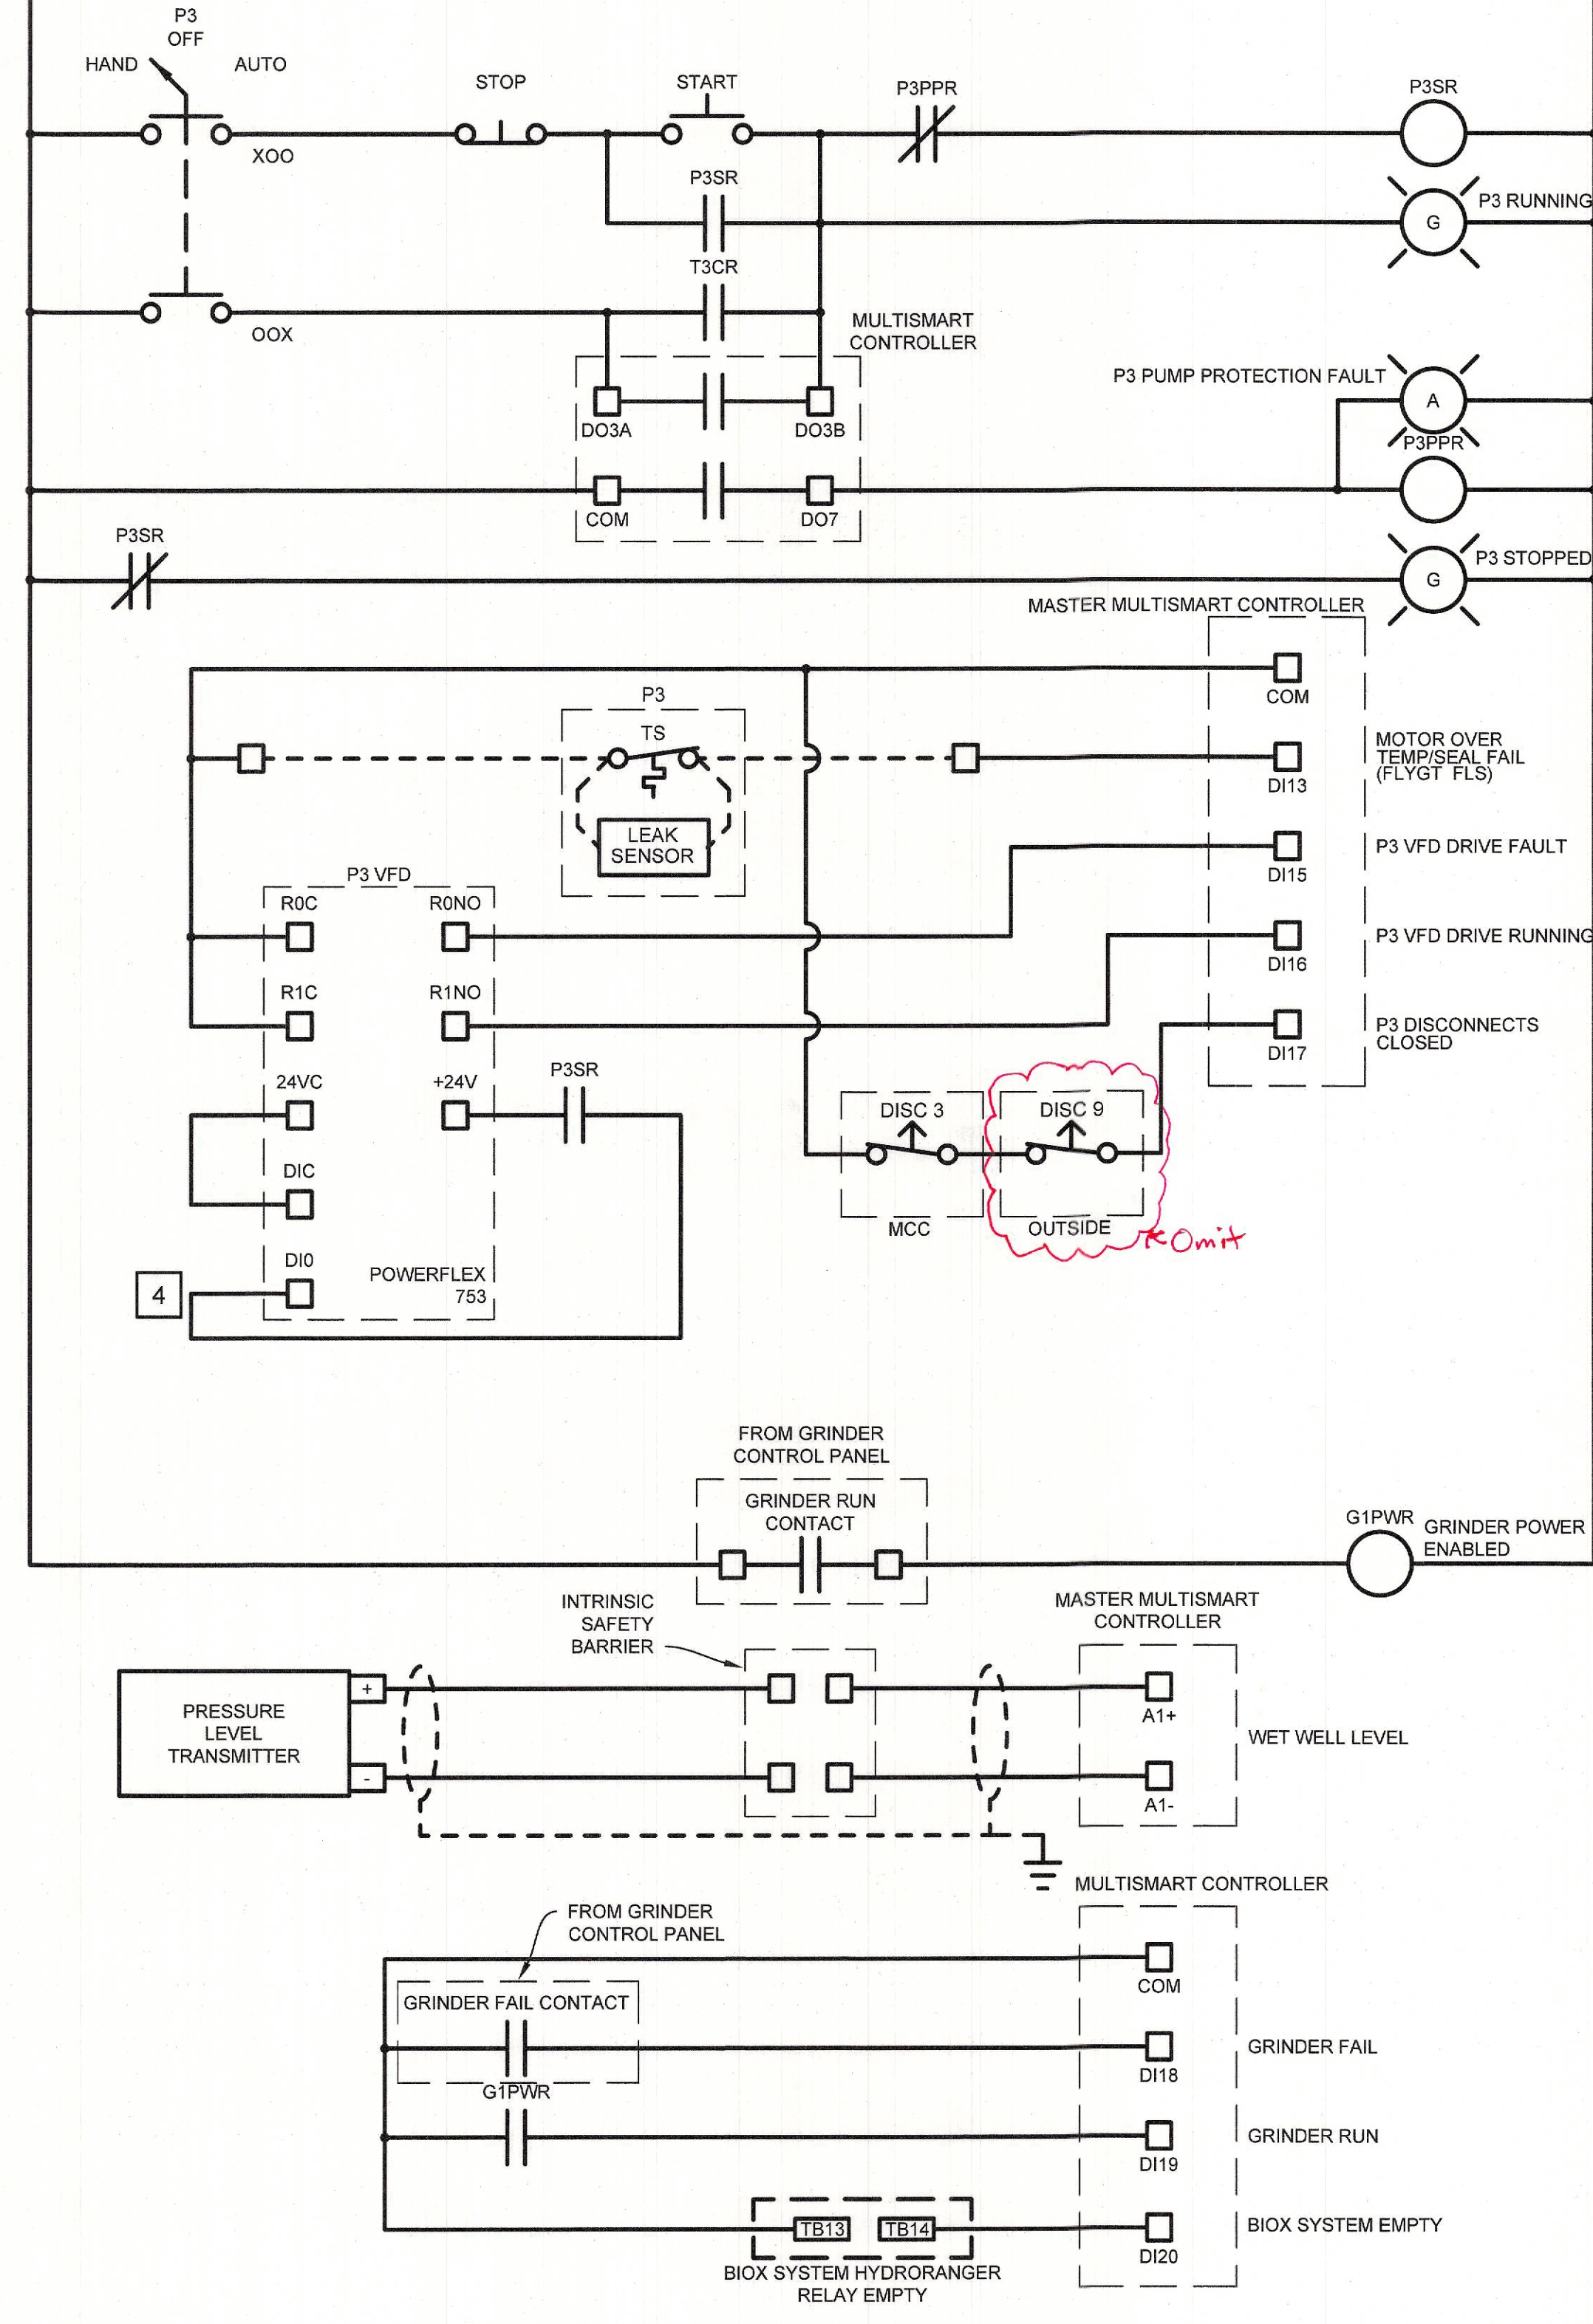 P3
OFF
HAND
AUTO
STOP
START
P3PPR
P3SR
XOO
P3SR
P3 RUNNING
G
T3CR
OOX
MULTISMART
CONTROLLER
P3 PUMP PROTECTION FAULT
A
DO3A
DO3B
P3PPR
COM
DO7
P3SR
P3 STOPPED
G
MASTER MULTISMART CONTROLLER
COM
P3
TS
MOTOR OVER
TEMP/SEAL FAIL
(FLYGT FLS)
DI13
LEAK
SENSOR
P3 VFD DRIVE FAULT
DI15
P3 VFD
R0C
R0NO
P3 VFD DRIVE RUNNING
DI16
R1C
R1NO
P3 DISCONNECTS
CLOSED
DI17
24VC
+24V
P3SR
DISC 3
DISC 9
DIC
MCC
OUTSIDE
Omit
DI0
POWERFLEX
753
4
FROM GRINDER
CONTROL PANEL
GRINDER RUN
CONTACT
G1PWR
GRINDER POWER
ENABLED
INTRINSIC
SAFETY
BARRIER
MASTER MULTISMART
CONTROLLER
+
PRESSURE
LEVEL
TRANSMITTER
-
A1+
WET WELL LEVEL
A1-
MULTISMART CONTROLLER
FROM GRINDER
CONTROL PANEL
COM
GRINDER FAIL CONTACT
GRINDER FAIL
DI18
G1PWR
GRINDER RUN
DI19
TB13
TB14
BIOX SYSTEM EMPTY
DI20
BIOX SYSTEM HYDRORANGER
RELAY EMPTY